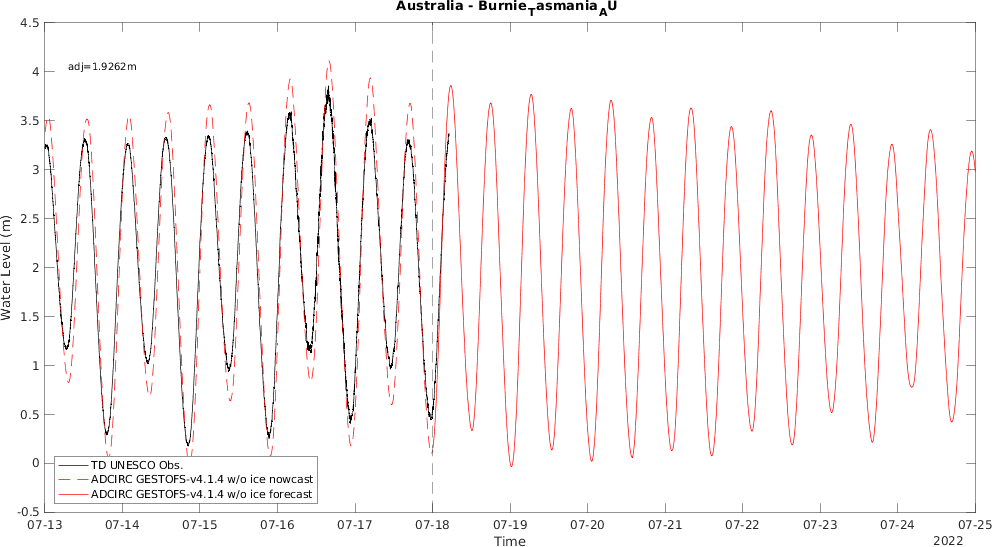 Australia - Burnie_Tasmania_AU
adj=1.9262m
4.5
4
3.5
3
2.5
2
1.5
1
0.5
0
-0.5
Water Level (m)
TD UNESCO Obs.
ADCIRC GESTOFS-v4.1.4 w/o ice nowcast
ADCIRC GESTOFS-v4.1.4 w/o ice forecast
07-13 07-14 07-15 07-16 07-17 07-18 07-19 07-20 07-21 07-22 07-23 07-24 07-25
Time
2022